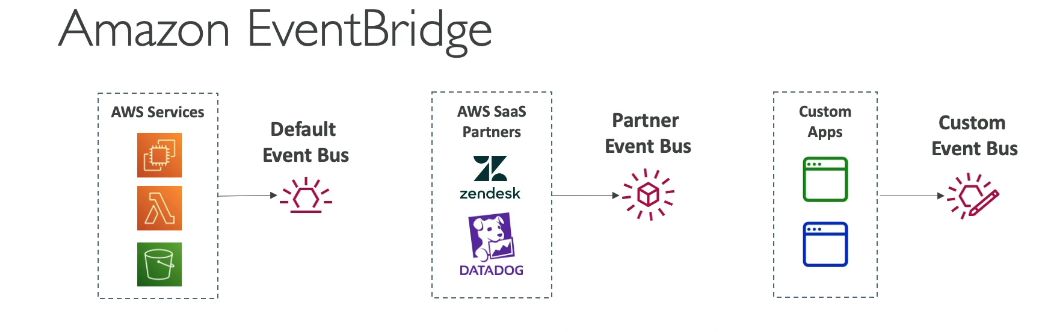 Amazon EventBridge
AWS Services
Default
Event Bus
AWS SaaS
Partners
zendesk
DATADOG
Partner
Event Bus
Custom
Apps
Custom
Event Bus